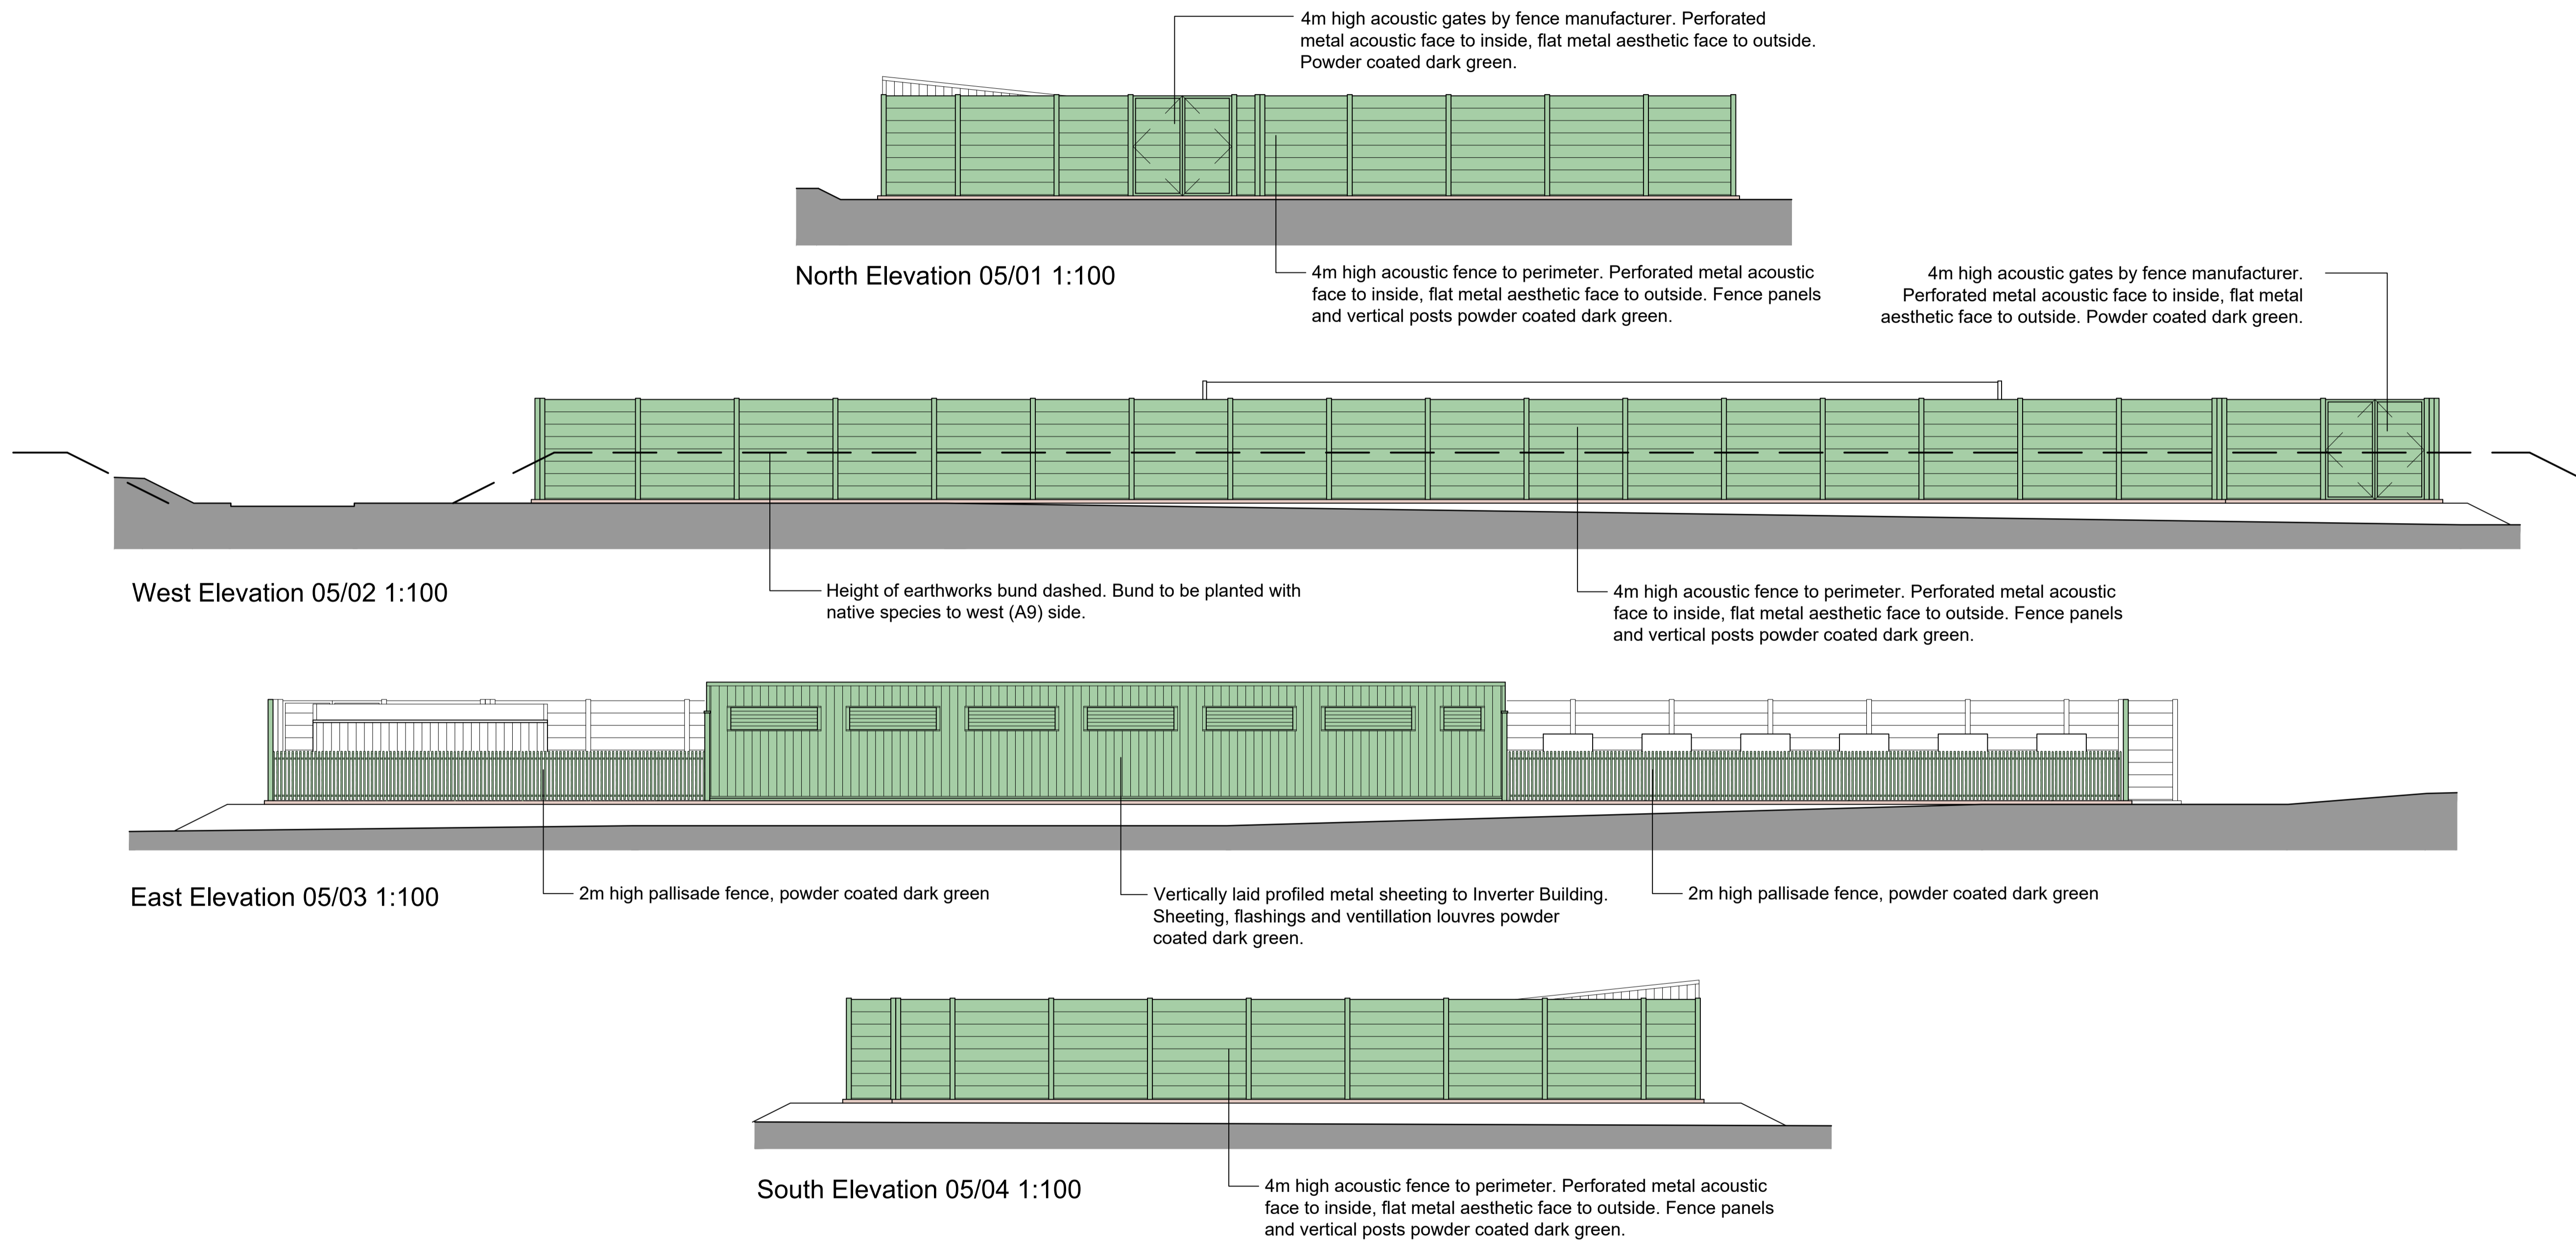 4m high acoustic gates by fence manufacturer. Perforated
metal acoustic face to inside, flat metal aesthetic face to outside.
Powder coated dark green.
North Elevation 05/01 1:100
4m high acoustic fence to perimeter. Perforated metal acoustic
face to inside, flat metal aesthetic face to outside. Fence panels
and vertical posts powder coated dark green.
4m high acoustic gates by fence manufacturer.
Perforated metal acoustic face to inside, flat metal
aesthetic face to outside. Powder coated dark green.
West Elevation 05/02 1:100
Height of earthworks bund dashed. Bund to be planted with
native species to west (A9) side.
4m high acoustic fence to perimeter. Perforated metal acoustic
face to inside, flat metal aesthetic face to outside. Fence panels
and vertical posts powder coated dark green.
East Elevation 05/03 1:100
2m high pallisade fence, powder coated dark green
Vertically laid profiled metal sheeting to Inverter Building.
Sheeting, flashings and ventillation louvres powder
coated dark green.
2m high pallisade fence, powder coated dark green
South Elevation 05/04 1:100
4m high acoustic fence to perimeter. Perforated metal acoustic
face to inside, flat metal aesthetic face to outside. Fence panels
and vertical posts powder coated dark green.